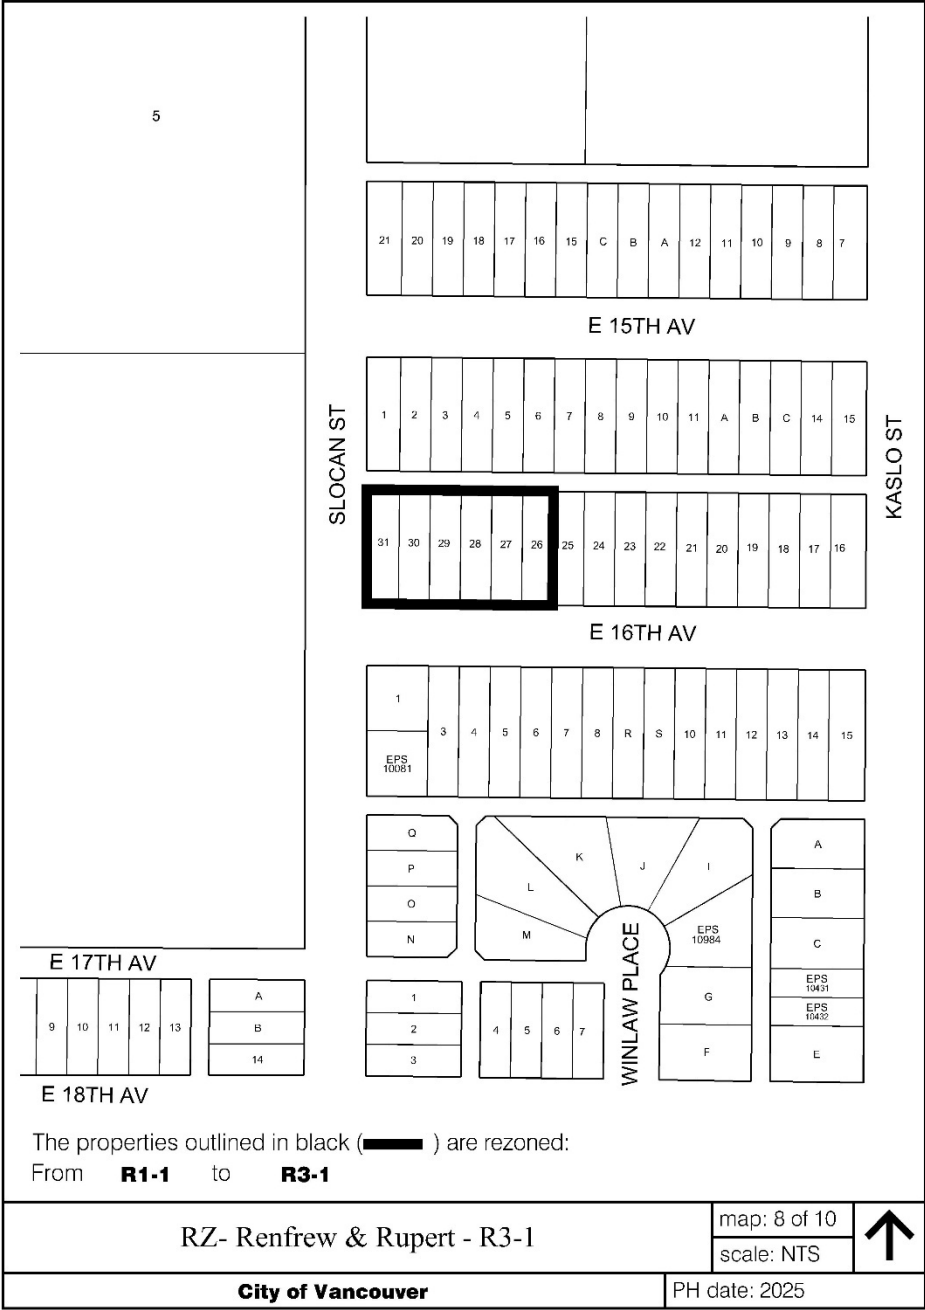 5
21 20 19 18 17 16 15 C B A 12 11 10 9 8 7
E 15TH AV
SLOCAN ST
KASLO ST
1 2 3 4 5 6 7 8 9 10 11 A B C 14 15
31 30 29 28 27 26 25 24 23 22 21 20 19 18 17 16
E 16TH AV
1
EPS
10081
3 4 5 6 7 8 R S 10 11 12 13 14 15
Q
P
O
N
M
L
K
J
I
EPS
10984
G
F
WINLAW PLACE
A
B
C
EPS
10431
EPS
10432
E
E 17TH AV
9 10 11 12 13
A
B
14
1
2
3
4 5 6 7
E 18TH AV
The properties outlined in black ( ) are rezoned:
From R1-1 to R3-1
RZ- Renfrew & Rupert - R3-1
map: 8 of 10
scale: NTS
City of Vancouver
PH date: 2025